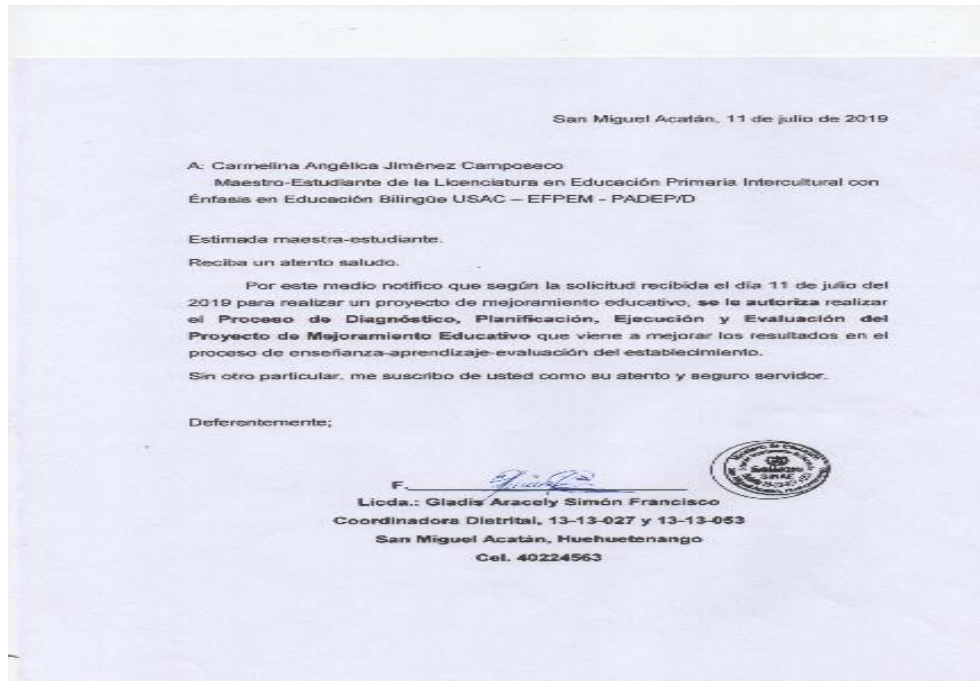 San Miguel Acatán, 11 de julio de 2019
A: Carmelina Angélica Jiménez Camposeco
Maestro-Estudiante de la Licenciatura en Educación Primaria Intercultural con
Énfasis en Educación Bilingüe USAC – EFPEM - PADEP/D
Estimada maestra-estudiante.
Reciba un atento saludo.
Por este medio notifico que según la solicitud recibida el día 11 de julio del
2019 para realizar un proyecto de mejoramiento educativo, se le autoriza realizar
el Proceso de Diagnóstico, Planificación, Ejecución y Evaluación del
Proyecto de Mejoramiento Educativo que viene a mejorar los resultados en el
proceso de enseñanza-aprendizaje-evaluación del establecimiento.
Sin otro particular, me suscribo de usted como su atento y seguro servidor.
Deferentemente;
F.
Licda.: Gladis Aracely Simón Francisco
Coordinadora Distrital, 13-13-027 y 13-13-053
San Miguel Acatán, Huehuetenango
Cel. 40224563